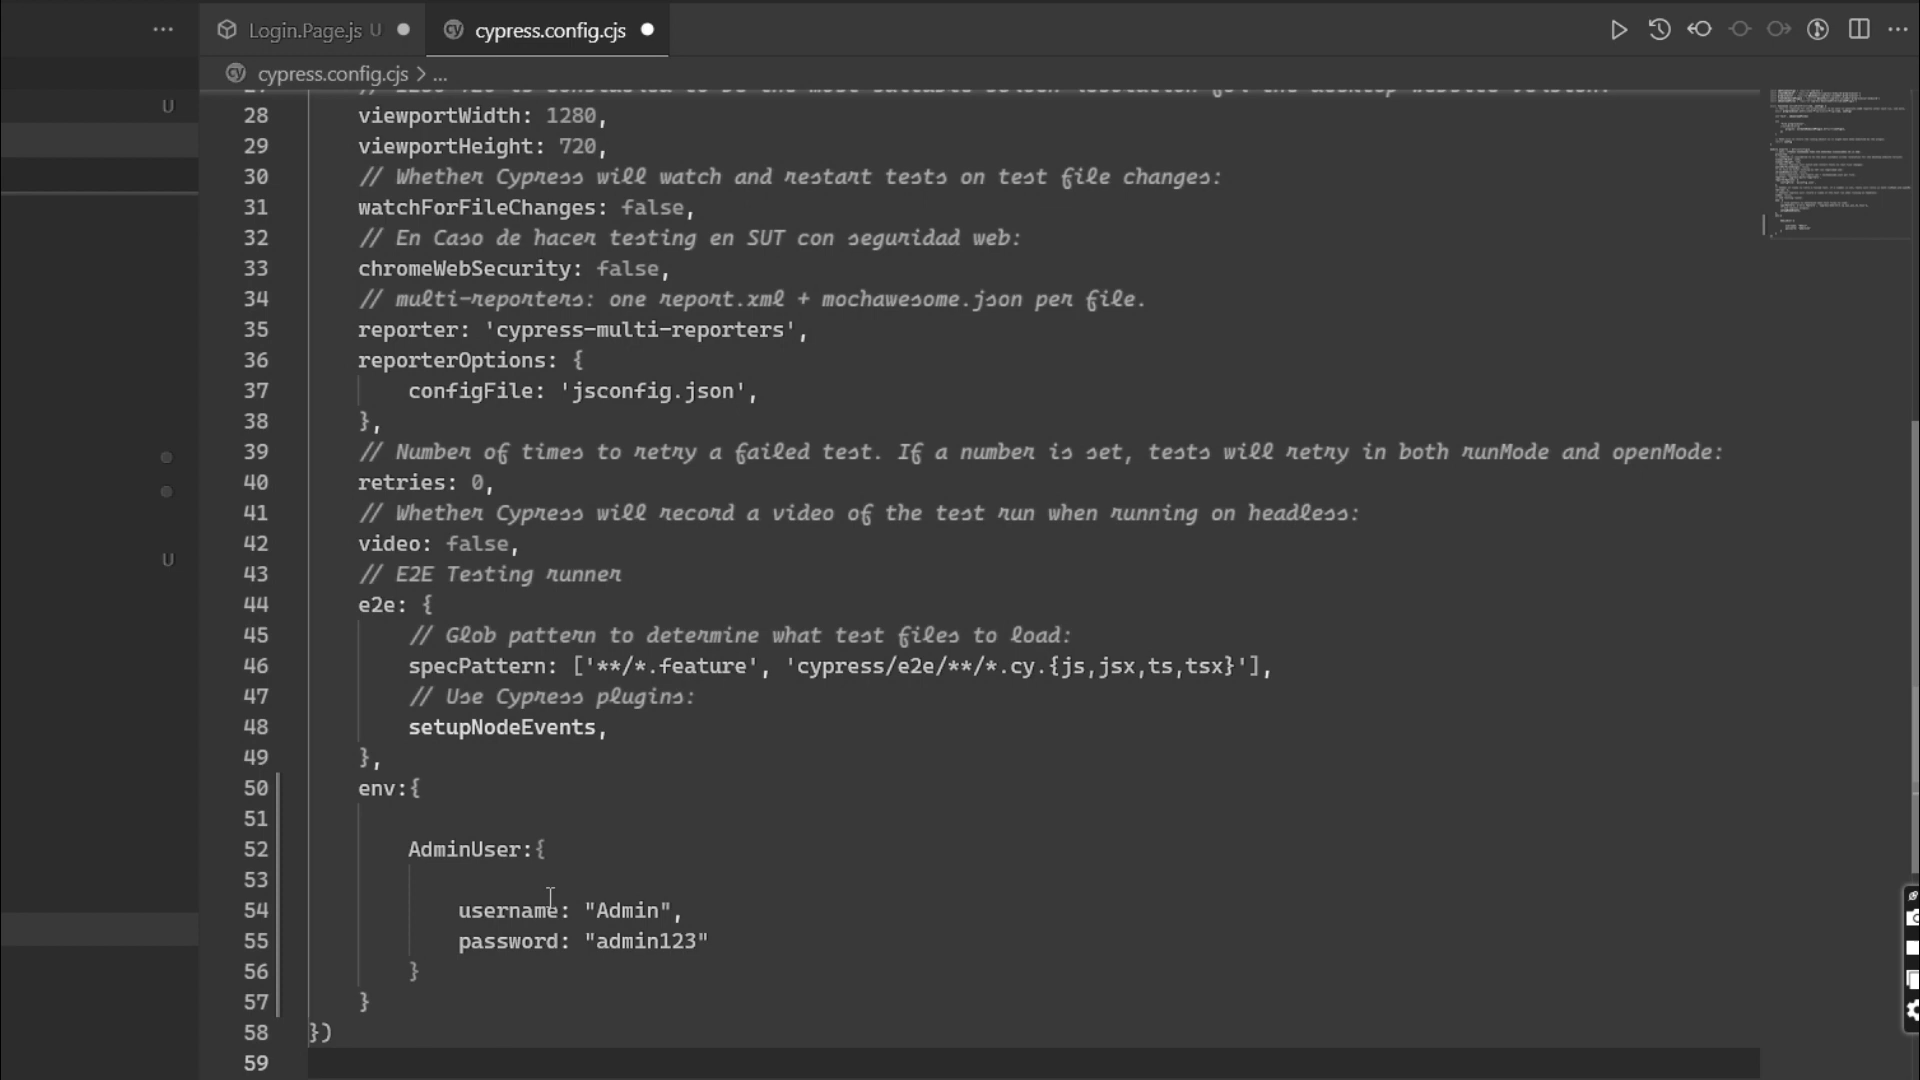 Login.Page.js U
cypress.config.cjs
cypress.config.cjs > ...
U
28 viewportWidth: 1280,
29 viewportHeight: 720,
30 // Whether Cypress will watch and restart tests on test file changes:
31 watchForFileChanges: false,
32 // En Caso de hacer testing en SUT con seguridad web:
33 chromeWebSecurity: false,
34 // multi-reporters: one report.xml + mochawesome.json per file.
35 reporter: 'cypress-multi-reporters',
36 reporterOptions: {
37 configFile: 'jsconfig.json',
38 },
39 // Number of times to retry a failed test. If a number is set, tests will retry in both runMode and openMode:
40 retries: 0,
41 // Whether Cypress will record a video of the test run when running on headless:
42 video: false,
U
43 // E2E Testing runner
44 e2e: {
45 // Glob pattern to determine what test files to load:
46 specPattern: ['**/*.feature', 'cypress/e2e/**/*.cy.{js,jsx,ts,tsx}'],
47 // Use Cypress plugins:
48 setupNodeEvents,
49 },
50 env:{
51
52 AdminUser:{
53
54 username: "Admin",
55 password: "admin123"
56 }
57 }
58 })
59